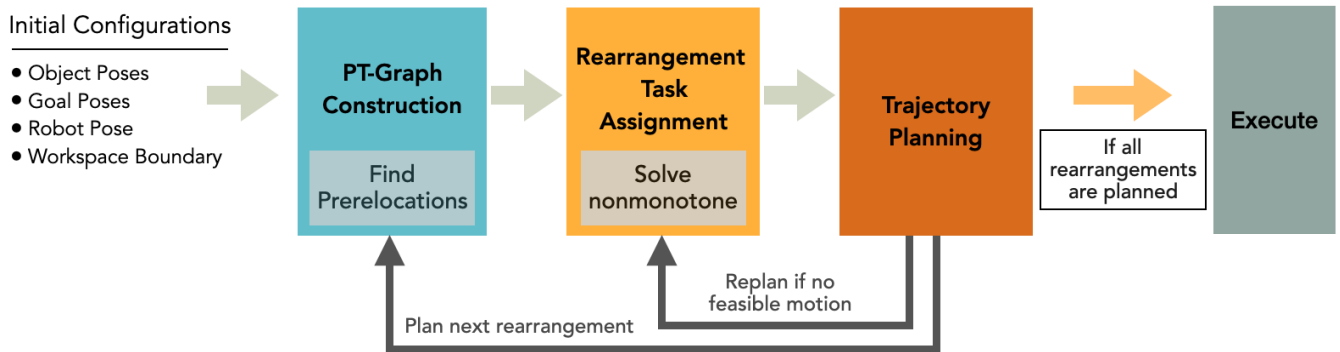 Initial Configurations
• Object Poses
• Goal Poses
• Robot Pose
• Workspace Boundary
PT-Graph
Construction
Find
Prerelocations
Rearrangement
Task
Assignment
Solve
nonmonotone
Trajectory
Planning
If all
rearrangements
are planned
Execute
Replan if no
feasible motion
Plan next rearrangement